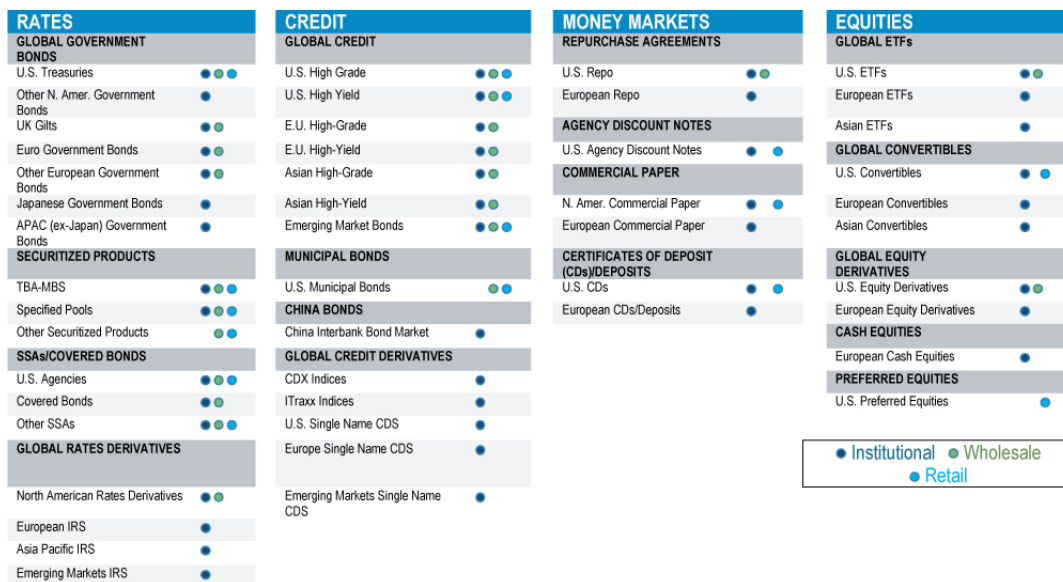 RATES
GLOBAL GOVERNMENT
BONDS
U.S. Treasuries
Other N. Amer. Government
Bonds
UK Gilts
Euro Government Bonds
Other European Government
Bonds
Japanese Government Bonds
APAC (ex-Japan) Government
Bonds
SECURITIZED PRODUCTS
TBA-MBS
Specified Pools
Other Securitized Products
SSAs/COVERED BONDS
U.S. Agencies
Covered Bonds
Other SSAs
GLOBAL RATES DERIVATIVES
North American Rates Derivatives
European IRS
Asia Pacific IRS
Emerging Markets IRS
CREDIT
GLOBAL CREDIT
U.S. High Grade
U.S. High Yield
E.U. High-Grade
E.U. High-Yield
Asian High-Grade
Asian High-Yield
Emerging Market Bonds
MUNICIPAL BONDS
U.S. Municipal Bonds
CHINA BONDS
China Interbank Bond Market
GLOBAL CREDIT DERIVATIVES
CDX Indices
ITraxx Indices
U.S. Single Name CDS
Europe Single Name CDS
Emerging Markets Single Name
CDS
MONEY MARKETS
REPURCHASE AGREEMENTS
U.S. Repo
European Repo
AGENCY DISCOUNT NOTES
U.S. Agency Discount Notes
COMMERCIAL PAPER
N. Amer. Commercial Paper
European Commercial Paper
CERTIFICATES OF DEPOSIT
(CDs)/DEPOSITS
U.S. CDs
European CDs/Deposits
EQUITIES
GLOBAL ETFs
U.S. ETFs
European ETFs
Asian ETFs
GLOBAL CONVERTIBLES
U.S. Convertibles
European Convertibles
Asian Convertibles
GLOBAL EQUITY
DERIVATIVES
U.S. Equity Derivatives
European Equity Derivatives
CASH EQUITIES
European Cash Equities
PREFERRED EQUITIES
U.S. Preferred Equities
Institutional Wholesale
Retail